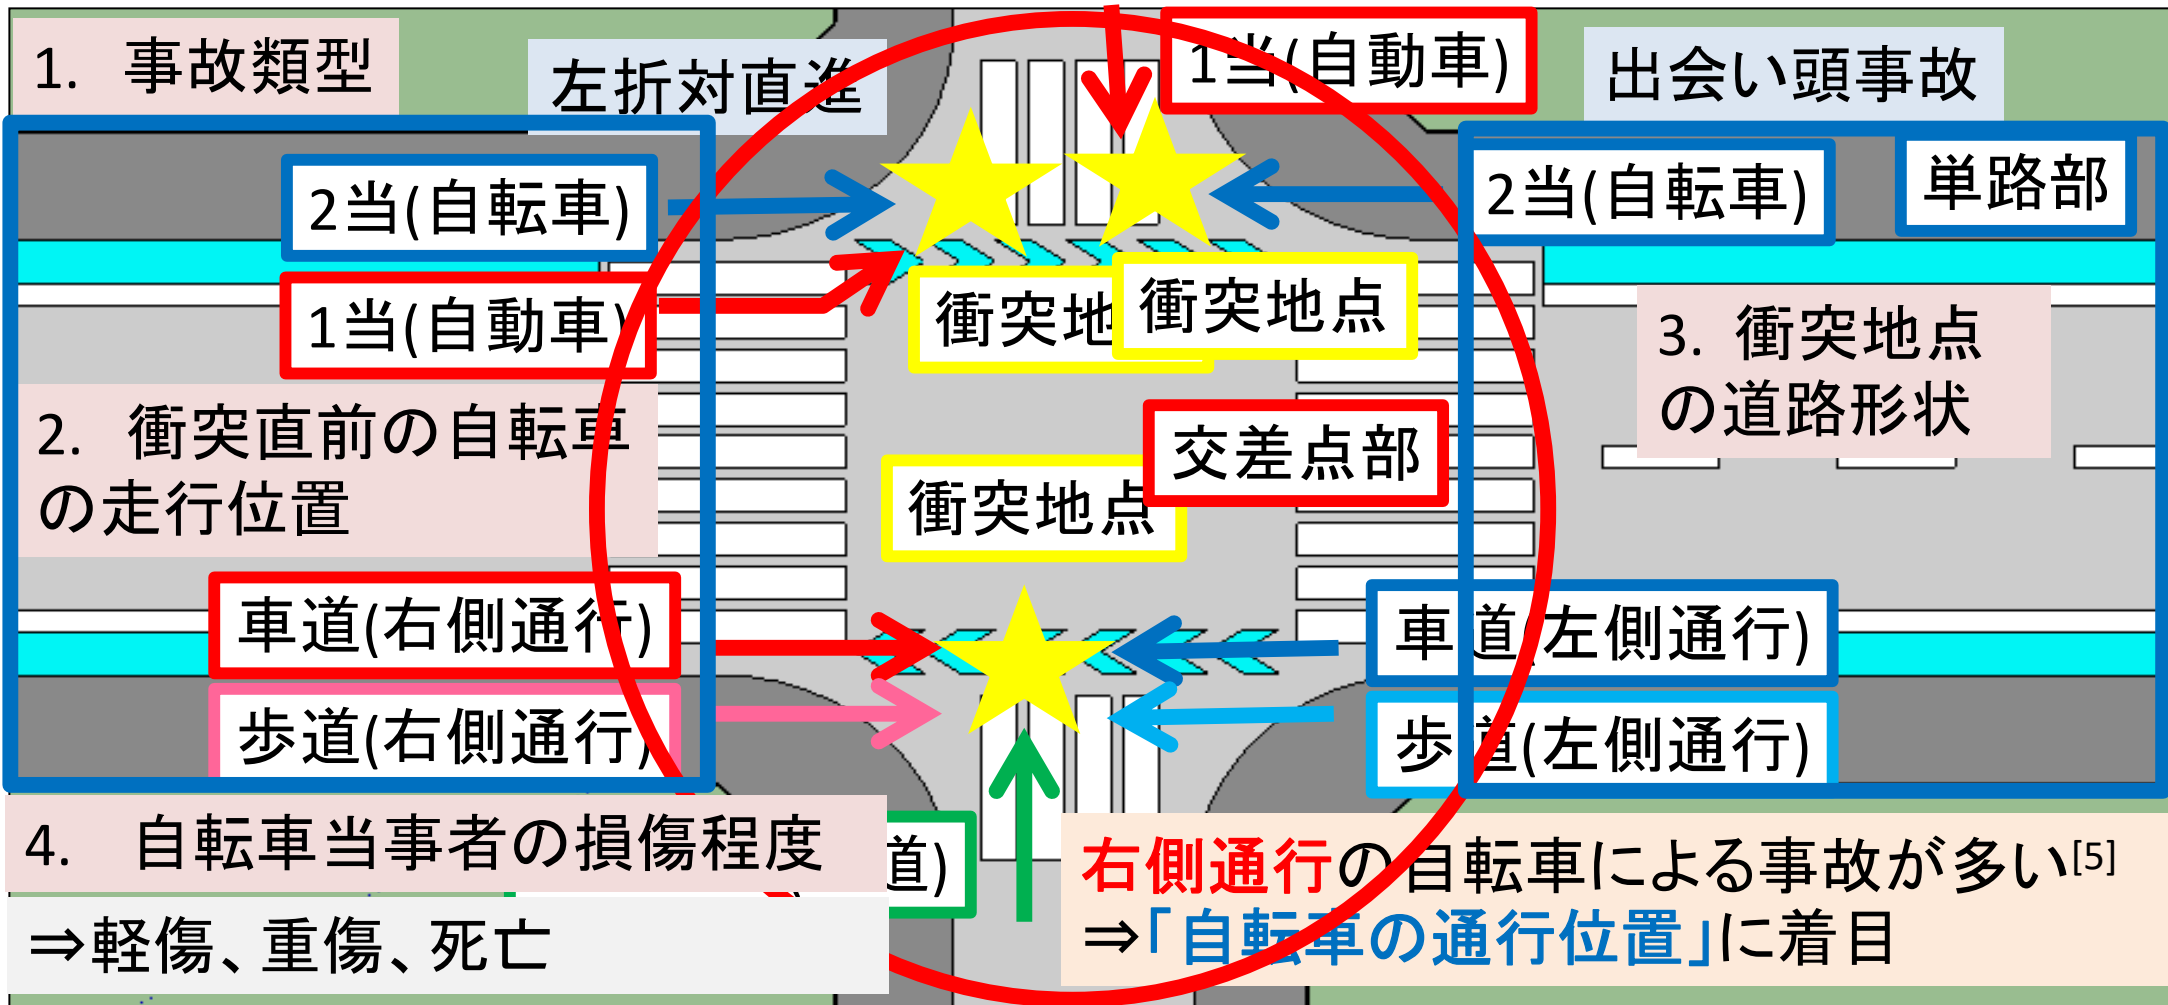 1. 事故類型
左折対直進
1当(自動車)
出会い頭事故
2当(自転車)
2当(自転車)
単路部
1当(自動車)
衝突地
衝突地点
3. 衝突地点
の道路形状
2. 衝突直前の自転車
の走行位置
交差点部
衝突地点
車道(右側通行)
車道(左側通行)
歩道(右側通行)
歩道(左側通行)
4. 自転車当事者の損傷程度
道)
⇒軽傷、重傷、死亡
右側通行の自転車による事故が多い[5]
⇒「自転車の通行位置」に着目